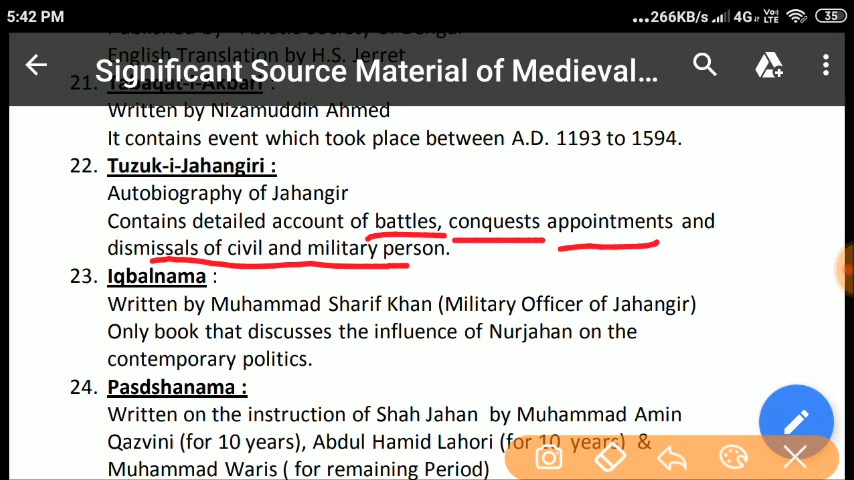 5:42 PM
...266KB/s 4G Vo) LTE 35
English Translation by H.S. Jerret
Significant Source Material of Medieval...
21. Tabaqat-i-Akbari :
Written by Nizamuddin Ahmed
It contains event which took place between A.D. 1193 to 1594.
22. Tuzuk-i-Jahangiri :
Autobiography of Jahangir
Contains detailed account of battles, conquests appointments and
dismissals of civil and military person.
23. Iqbalnama :
Written by Muhammad Sharif Khan (Military Officer of Jahangir)
Only book that discusses the influence of Nurjahan on the
contemporary politics.
24. Pasdshanama :
Written on the instruction of Shah Jahan by Muhammad Amin
Qazvini (for 10 years), Abdul Hamid Lahori (for 10 years) &
Muhammad Waris ( for remaining Period)